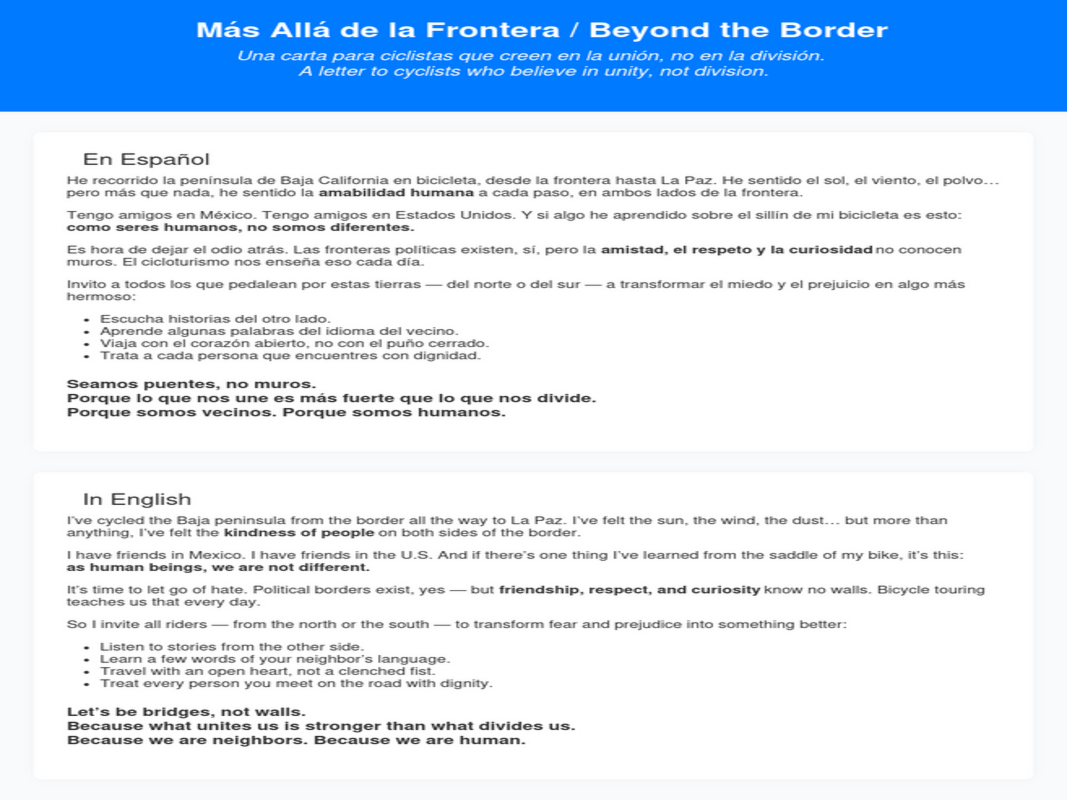 Más Allá de la Frontera / Beyond the Border
Una carta para ciclistas que creen en la unión, no en la división.
A letter to cyclists who believe in unity, not division.
En Español
He recorrido la península de Baja California en bicicleta, desde la frontera hasta La Paz. He sentido el sol, el viento, el polvo…
pero más que nada, he sentido la amabilidad humana a cada paso, en ambos lados de la frontera.
Tengo amigos en México. Tengo amigos en Estados Unidos. Y si algo he aprendido sobre el sillín de mi bicicleta es esto:
como seres humanos, no somos diferentes.
Es hora de dejar el odio atrás. Las fronteras políticas existen, sí, pero la amistad, el respeto y la curiosidad no conocen
muros. El cicloturismo nos enseña eso cada día.
Invito a todos los que pedalean por estas tierras — del norte o del sur — a transformar el miedo y el prejuicio en algo más
hermoso:
• Escucha historias del otro lado.
• Aprende algunas palabras del idioma del vecino.
• Viaja con el corazón abierto, no con el puño cerrado.
• Trata a cada persona que encuentres con dignidad.
Seamos puentes, no muros.
Porque lo que nos une es más fuerte que lo que nos divide.
Porque somos vecinos. Porque somos humanos.
In English
I’ve cycled the Baja peninsula from the border all the way to La Paz. I’ve felt the sun, the wind, the dust… but more than
anything, I’ve felt the kindness of people on both sides of the border.
I have friends in Mexico. I have friends in the U.S. And if there’s one thing I’ve learned from the saddle of my bike, it’s this:
as human beings, we are not different.
It’s time to let go of hate. Political borders exist, yes — but friendship, respect, and curiosity know no walls. Bicycle touring
teaches us that every day.
So I invite all riders — from the north or the south — to transform fear and prejudice into something better:
• Listen to stories from the other side.
• Learn a few words of your neighbor’s language.
• Travel with an open heart, not a clenched fist.
• Treat every person you meet on the road with dignity.
Let’s be bridges, not walls.
Because what unites us is stronger than what divides us.
Because we are neighbors. Because we are human.